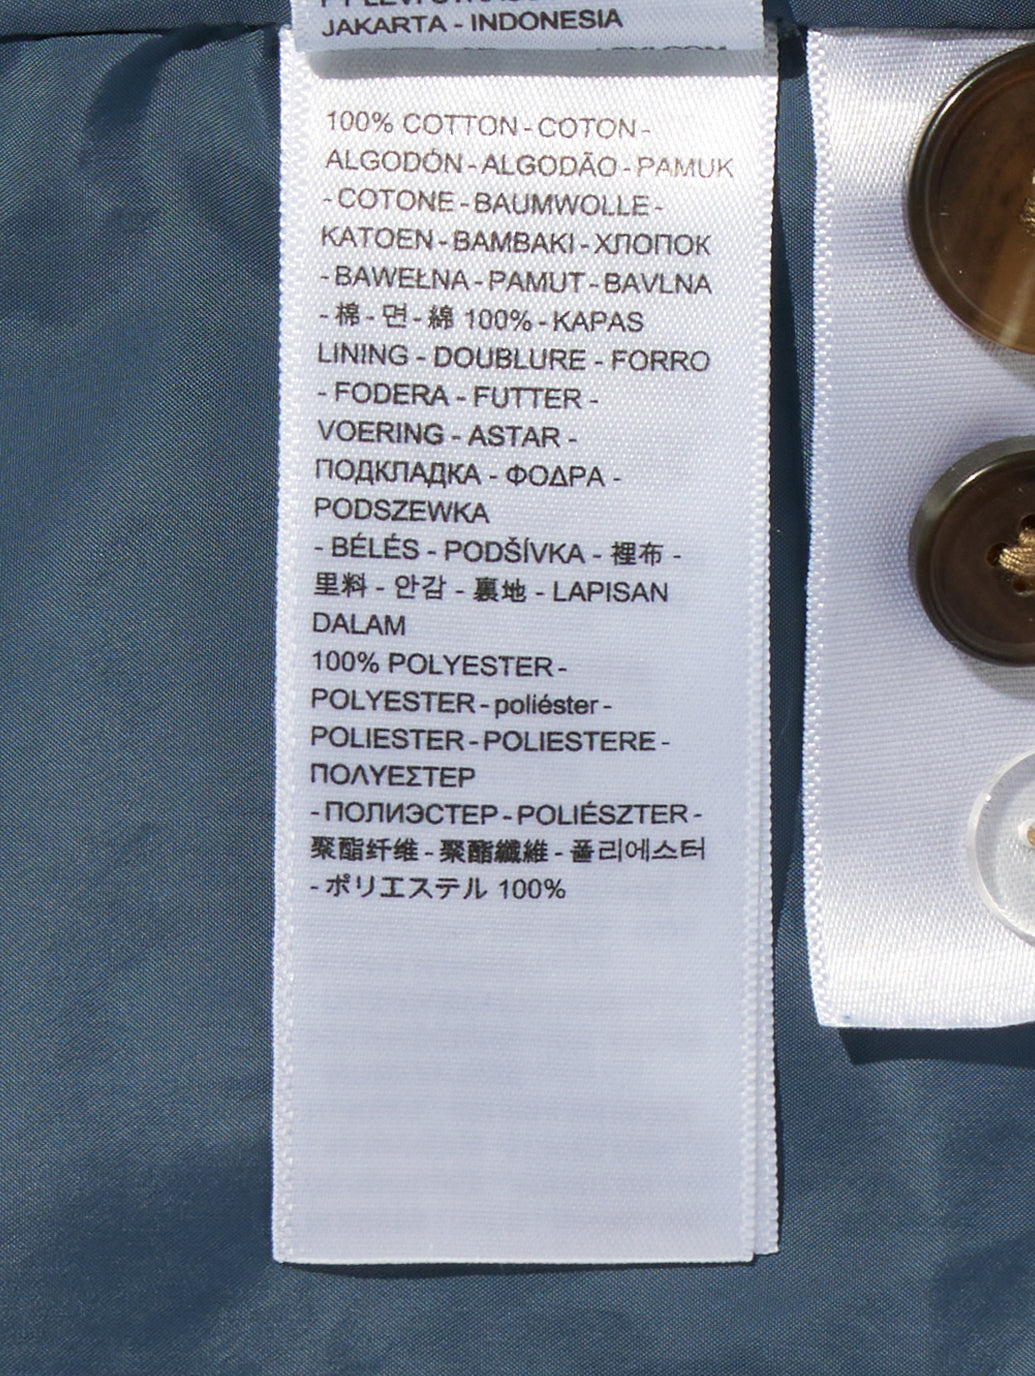 JAKARTA - INDONESIA
100% COTTON - COTON -
ALGODÓN - ALGODÃO - PAMUK
- COTONE - BAUMWOLLE -
KATOEN - BAMBAKI - ХЛОПОК
- BAWEŁNA - PAMUT - BAVLNA
- 棉 - 면 - 綿 100% - KAPAS
LINING - DOUBLURE - FORRO
- FODERA - FUTTER -
VOERING - ASTAR -
ПОДКЛАДКА - ΦΟΔΡΑ -
PODSZEWKA
- BÉLÉS - PODŠÍVKA - 裡布 -
里料 - 안감 - 裏地 - LAPISAN
DALAM
100% POLYESTER -
POLYESTER - poliéster -
POLIESTER - POLIESTERE -
ΠΟΛΥΕΣΤΕΡ
- ПОЛИЭСТЕР - POLIÉSZTER -
聚酯纤维 - 聚酯纖維 - 폴리에스터
- ポリエステル 100%